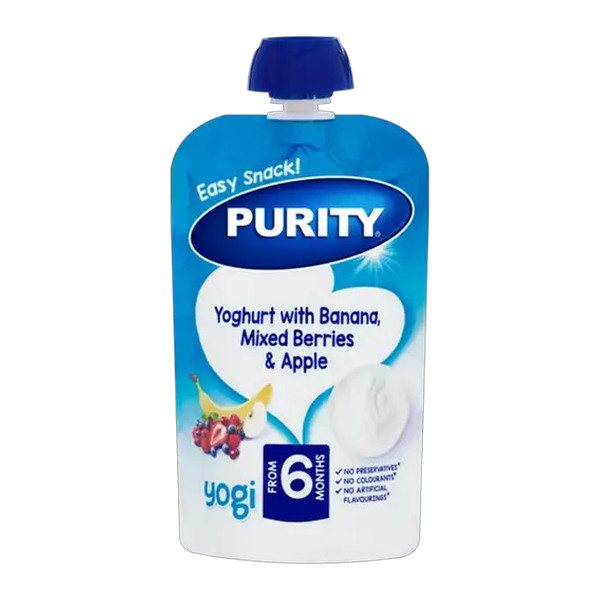 Easy Snack!
PURITY®
Yoghurt with Banana,
Mixed Berries
& Apple
yogi
FROM 6 MONTHS
✓ NO PRESERVATIVES*
✓ NO COLOURANTS*
✓ NO ARTIFICIAL
FLAVOURINGS*